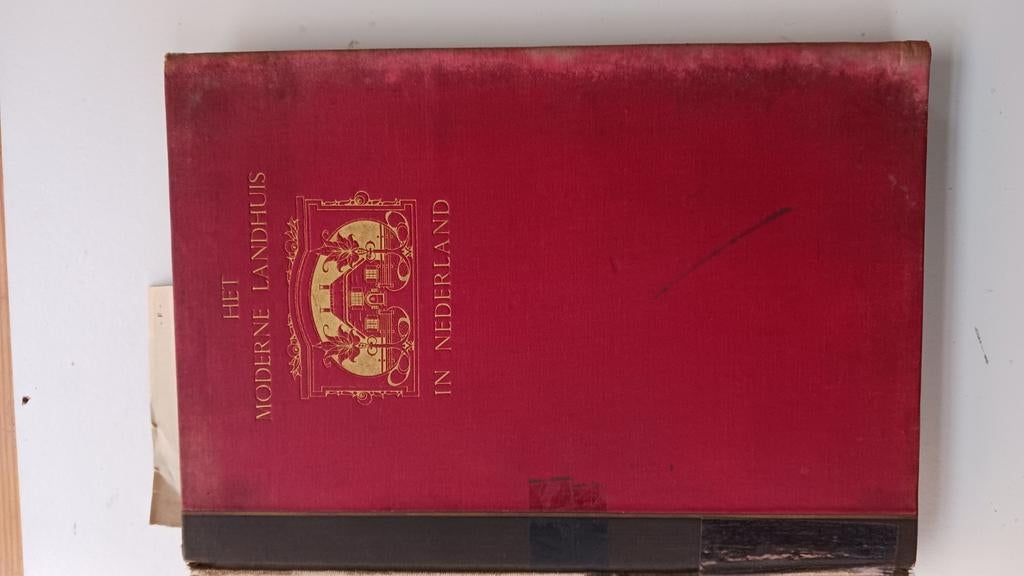 HET
MODERNE LANDHUIS
IN NEDERLAND